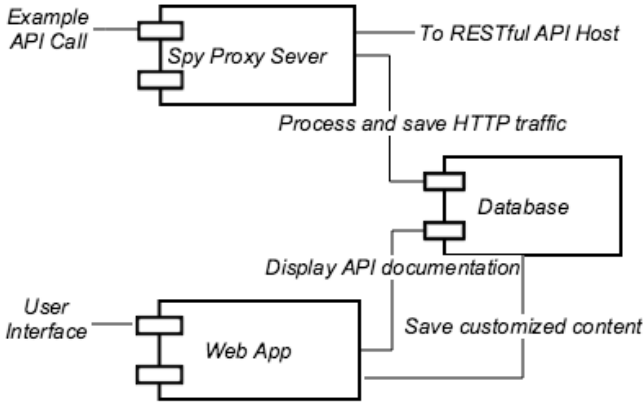 Example
API Call
Spy Proxy Sever
To RESTful API Host
Process and save HTTP traffic
Database
Display API documentation
User
Interface
Web App
Save customized content